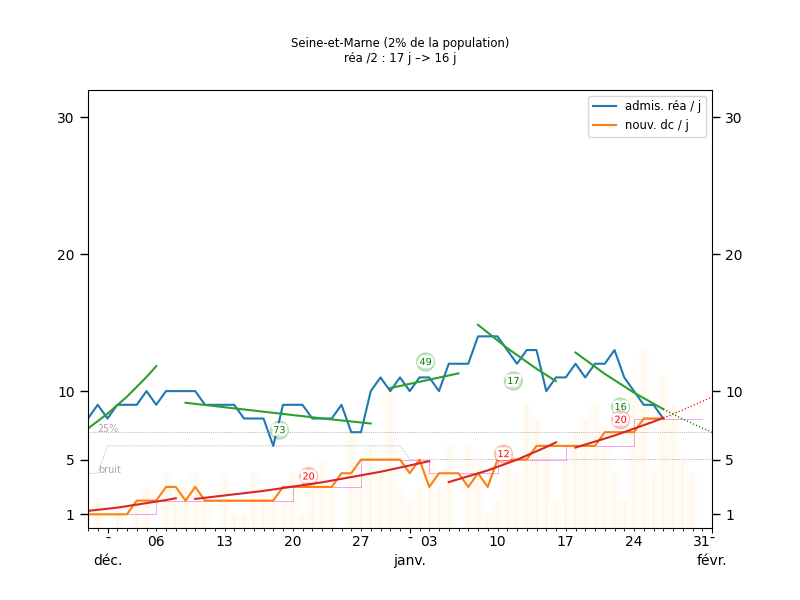 Seine-et-Marne (2% de la population)
réa /2 : 17 j –> 16 j
admis. réa / j
nouv. dc / j
30
30
20
20
10
10
5
5
1
1
25%
bruit
73
20
49
17
12
16
20
- 06 13 20 27 - 03 10 17 24 31 -
déc. janv. févr.